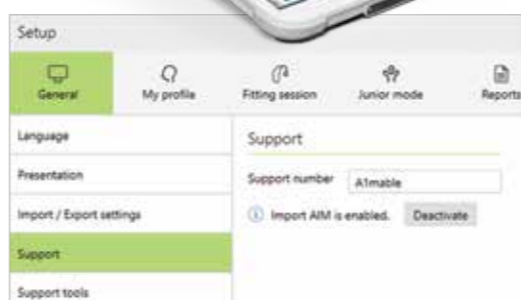 Setup
General
My profile
Fitting session
Junior mode
Reports
Language
Support
Presentation
Support number A1mable
Import / Export settings
Import AIM is enabled. Deactivate
Support
Support tools